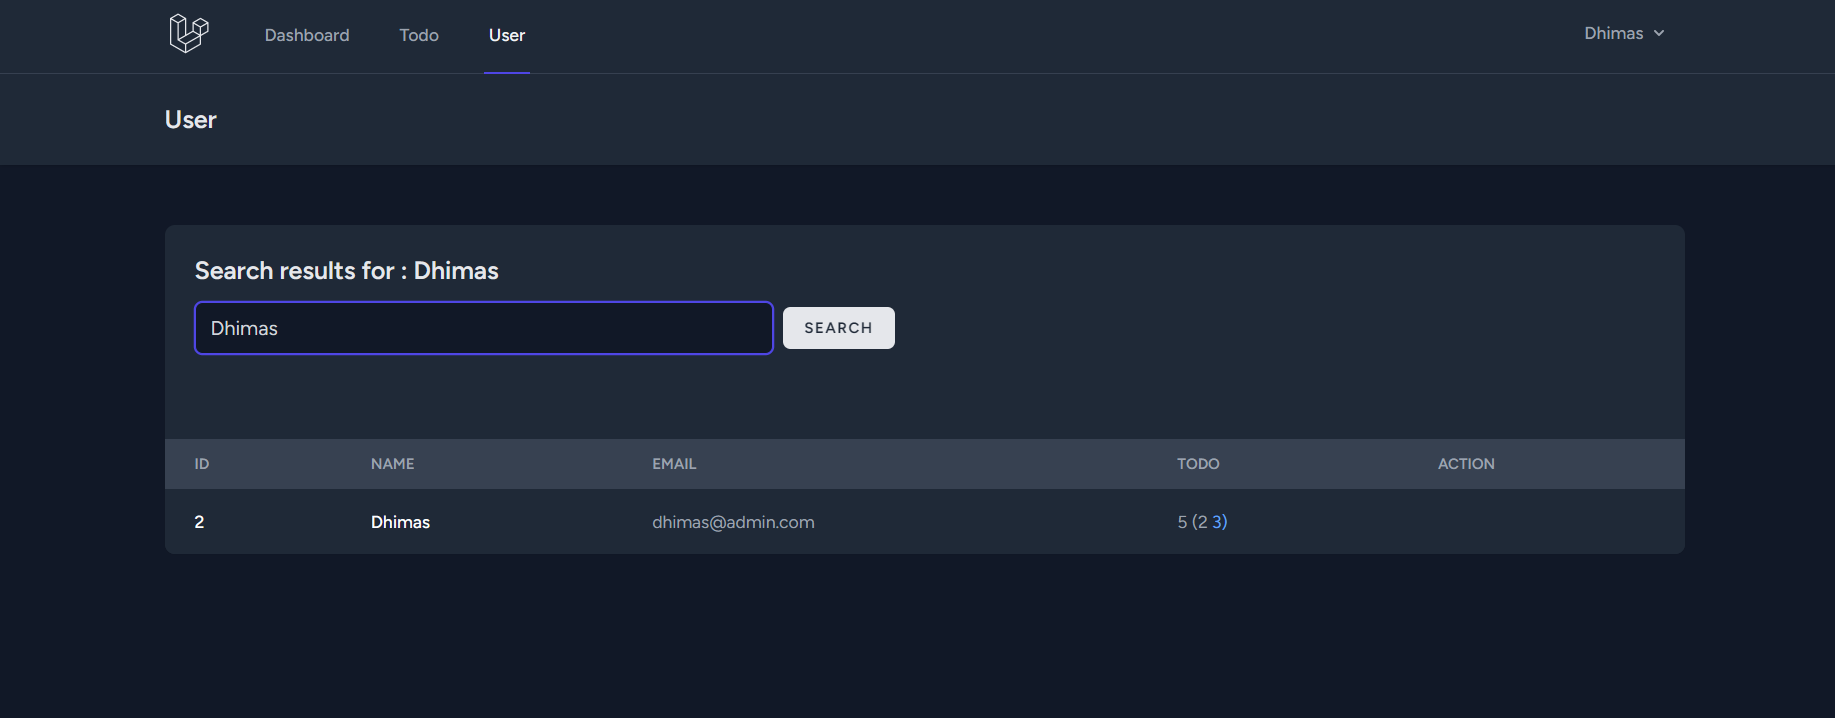 Dashboard Todo User Dhimas
User
Search results for : Dhimas
Dhimas SEARCH
ID NAME EMAIL TODO ACTION
2 Dhimas dhimas@admin.com 5 (2 3)